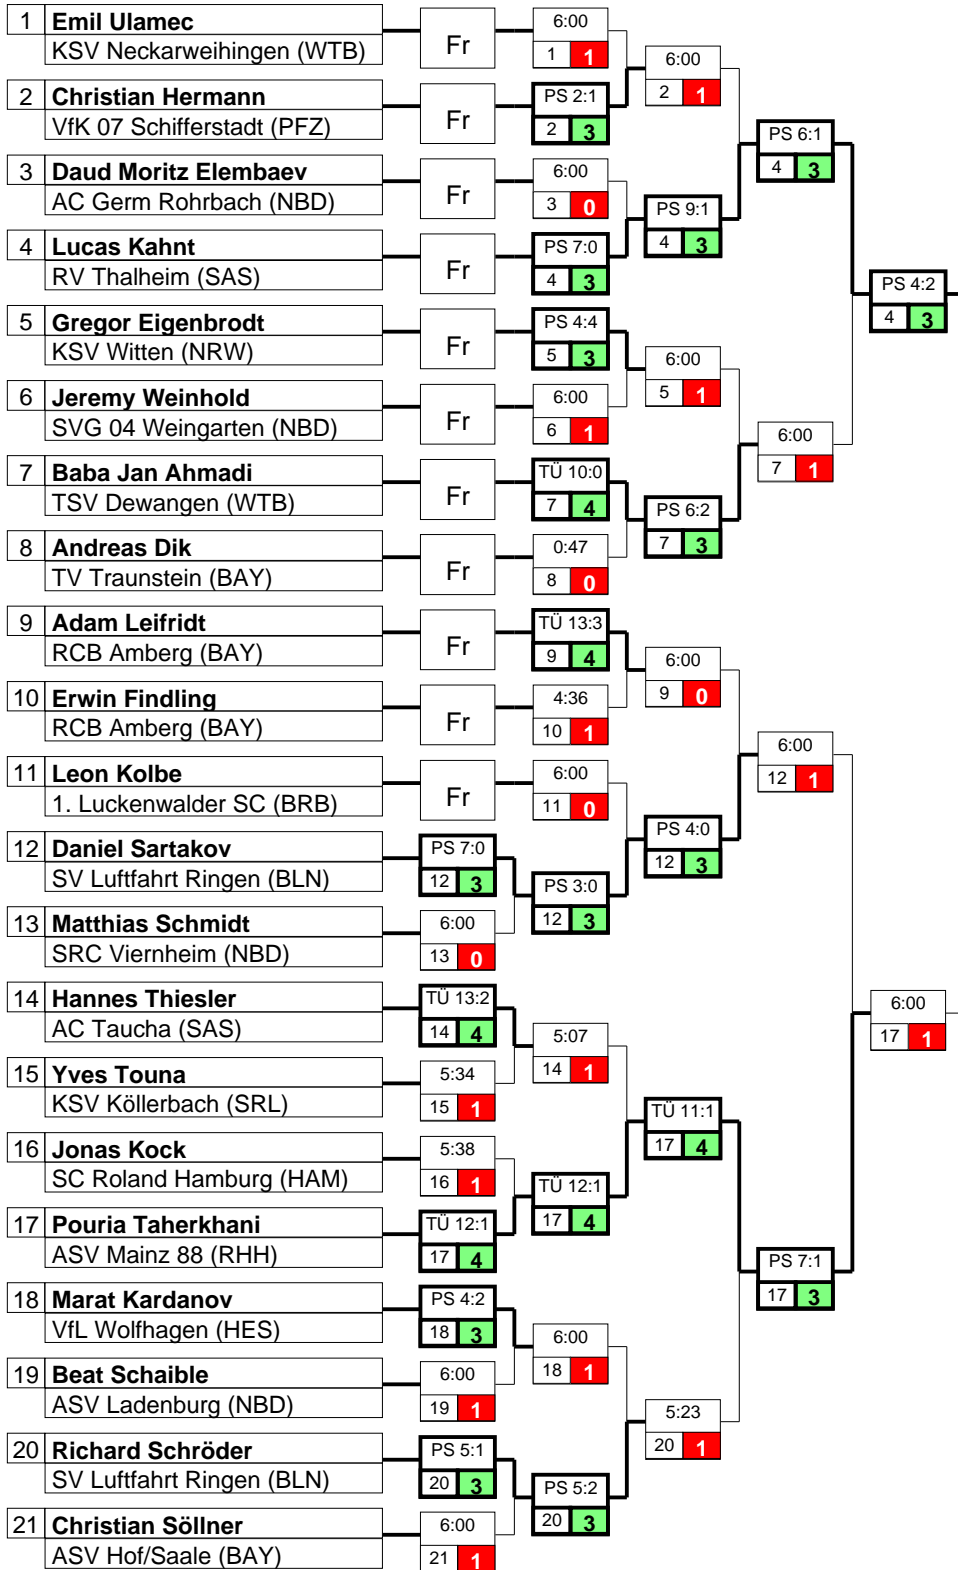 1 Emil Ulamec
KSV Neckarweihingen (WTB)
Fr
6:00
1 1
6:00
2 1
2 Christian Hermann
VfK 07 Schifferstadt (PFZ)
Fr
PS 2:1
2 3
PS 6:1
4 3
3 Daud Moritz Elembaev
AC Germ Rohrbach (NBD)
Fr
6:00
3 0
PS 9:1
4 3
4 Lucas Kahnt
RV Thalheim (SAS)
Fr
PS 7:0
4 3
PS 4:2
4 3
5 Gregor Eigenbrodt
KSV Witten (NRW)
Fr
PS 4:4
5 3
6:00
5 1
6 Jeremy Weinhold
SVG 04 Weingarten (NBD)
Fr
6:00
6 1
6:00
7 1
7 Baba Jan Ahmadi
TSV Dewangen (WTB)
Fr
TÜ 10:0
7 4
PS 6:2
7 3
8 Andreas Dik
TV Traunstein (BAY)
Fr
0:47
8 0
9 Adam Leifridt
RCB Amberg (BAY)
Fr
TÜ 13:3
9 4
6:00
9 0
10 Erwin Findling
RCB Amberg (BAY)
Fr
4:36
10 1
6:00
12 1
11 Leon Kolbe
1. Luckenwalder SC (BRB)
Fr
6:00
11 0
PS 4:0
12 3
12 Daniel Sartakov
SV Luftfahrt Ringen (BLN)
PS 7:0
12 3
PS 3:0
12 3
13 Matthias Schmidt
SRC Viernheim (NBD)
6:00
13 0
14 Hannes Thiesler
AC Taucha (SAS)
TÜ 13:2
14 4
5:07
14 1
6:00
17 1
15 Yves Touna
KSV Köllerbach (SRL)
5:34
15 1
TÜ 11:1
17 4
16 Jonas Kock
SC Roland Hamburg (HAM)
5:38
16 1
TÜ 12:1
17 4
17 Pouria Taherkhani
ASV Mainz 88 (RHH)
TÜ 12:1
17 4
PS 7:1
17 3
18 Marat Kardanov
VfL Wolfhagen (HES)
PS 4:2
18 3
6:00
18 1
19 Beat Schaible
ASV Ladenburg (NBD)
6:00
19 1
5:23
20 1
20 Richard Schröder
SV Luftfahrt Ringen (BLN)
PS 5:1
20 3
PS 5:2
20 3
21 Christian Söllner
ASV Hof/Saale (BAY)
6:00
21 1